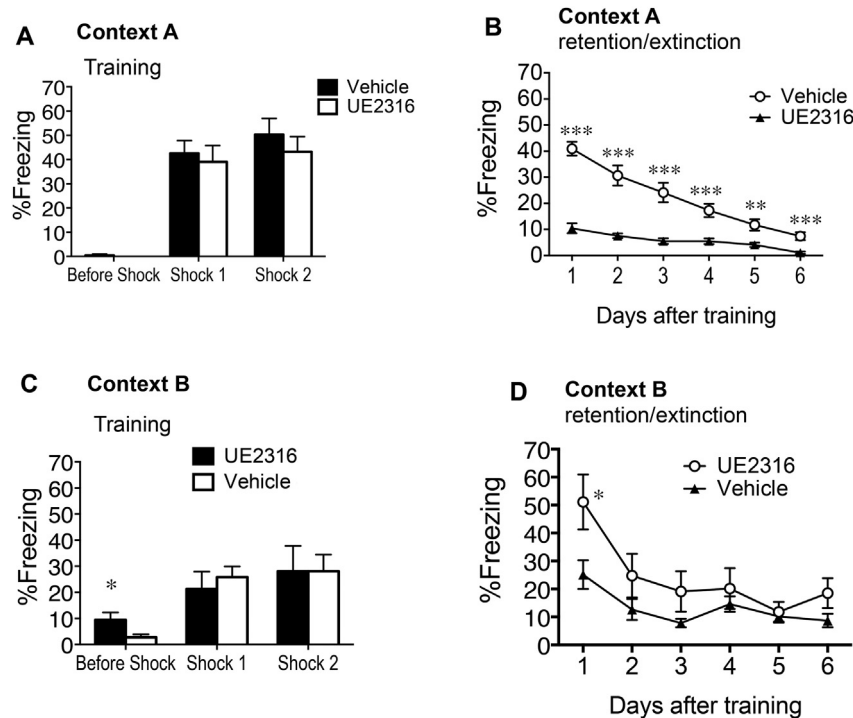 A Context A
Training
Vehicle
UE2316
%Freezing
70
60
50
40
30
20
10
0
Before Shock Shock 1 Shock 2
B Context A
retention/extinction
Vehicle
UE2316
%Freezing
70
60
50
40
30
20
10
0
*** *** *** *** ** ***
1 2 3 4 5 6
Days after training
C Context B
Training
UE2316
Vehicle
%Freezing
70
60
50
40
30
20
10
0
*
Before Shock Shock 1 Shock 2
D Context B
retention/extinction
UE2316
Vehicle
%Freezing
70
60
50
40
30
20
10
0
*
1 2 3 4 5 6
Days after training